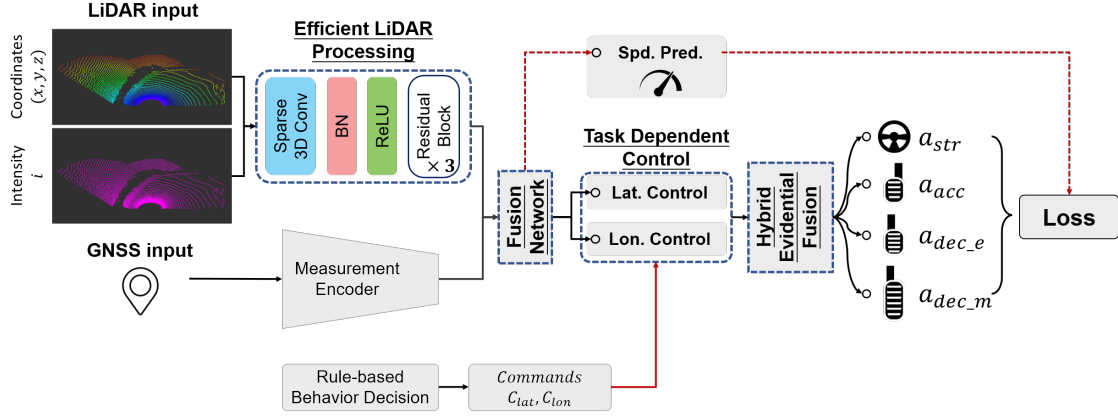 LiDAR input
Coordinates
(x, y, z)
Intensity
i
Efficient LiDAR
Processing
Sparse
3D Conv
BN
ReLU
Residual
Block
× 3
GNSS input
Measurement
Encoder
Rule-based
Behavior Decision
Commands
C_lat, C_lon
Fusion
Network
Spd. Pred.
Task Dependent
Control
Lat. Control
Lon. Control
Hybrid
Evidential
Fusion
a_str
a_acc
a_dec_e
a_dec_m
Loss